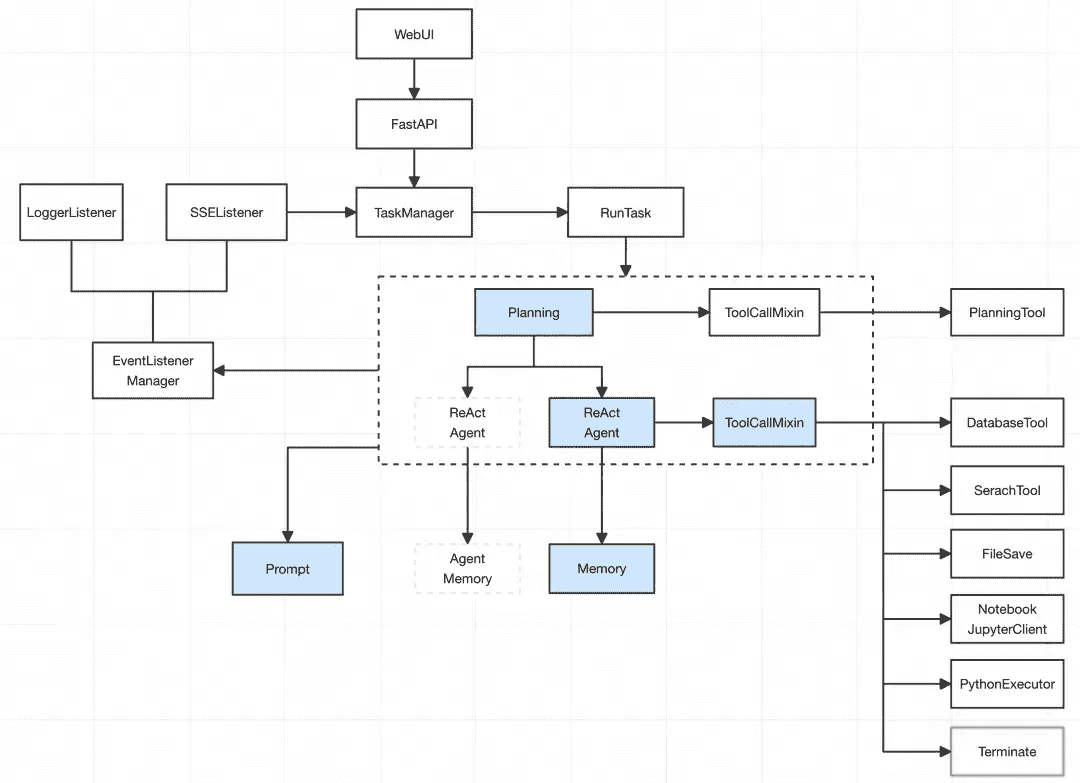 WebUI
FastAPI
LoggerListener
SSEListener
TaskManager
RunTask
Planning
ToolCallMixin
PlanningTool
EventListener
Manager
ReAct
Agent
ReAct
Agent
ToolCallMixin
DatabaseTool
SerachTool
FileSave
Prompt
Agent
Memory
Memory
Notebook
JupyterClient
PythonExecutor
Terminate